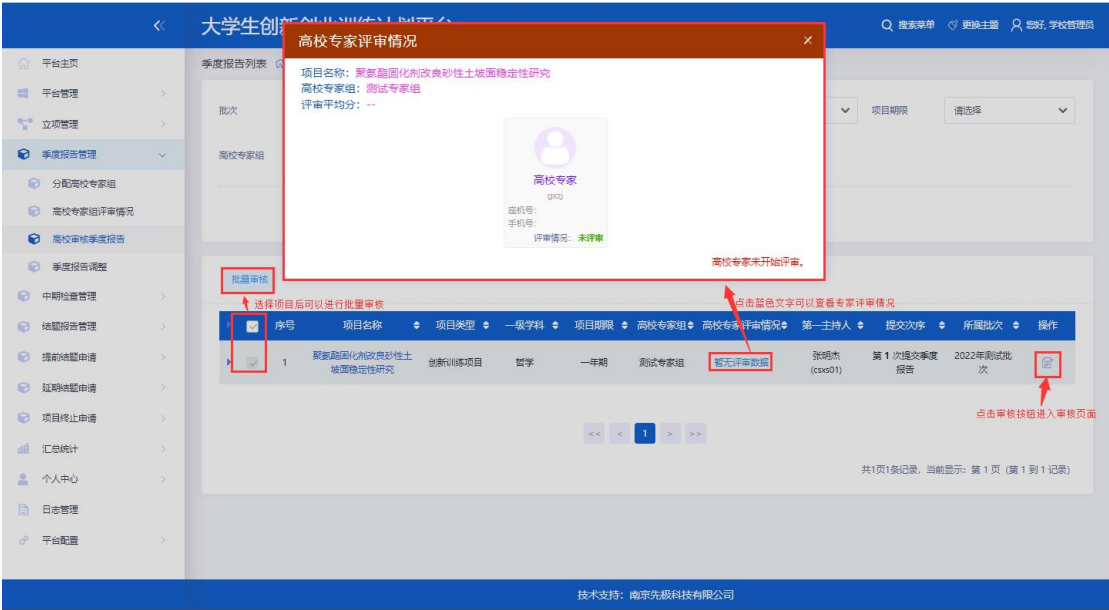 大学生创新创业训练计划平台
搜索菜单
更换主题
您好, 学校管理员
平台主页
平台管理
立项管理
季度报告管理
分配高校专家组
高校专家组评审情况
高校审核季度报告
季度报告调整
中期检查管理
结题报告管理
提前结题申请
延期结题申请
项目终止申请
汇总统计
个人中心
日志管理
平台配置
季度报告列表
批次
项目期限
请选择
高校专家组
高校专家评审情况
×
项目名称: 聚氨酯固化剂改良砂性土坡面稳定性研究
高校专家组: 测试专家组
评审平均分: --
高校专家
gxzj
座机号:
手机号:
评审情况: 未评审
高校专家未开始评审。
批量审核
选择项目后可以进行批量审核
点击蓝色文字可以查看专家评审情况
序号 项目名称 项目类型 一级学科 项目期限 高校专家组 高校专家评审情况 第一主持人 提交次序 所属批次 操作
1 聚氨酯固化剂改良砂性土坡面稳定性研究 创新训练项目 哲学 一年期 测试专家组 暂无评审数据 张明杰 (csxs01) 第 1 次提交季度报告 2022年测试批次
点击审核按钮进入审核页面
<< < 1 > >>
共1页1条记录, 当前显示: 第 1 页 (第 1 到 1 记录)
技术支持: 南京先极科技有限公司